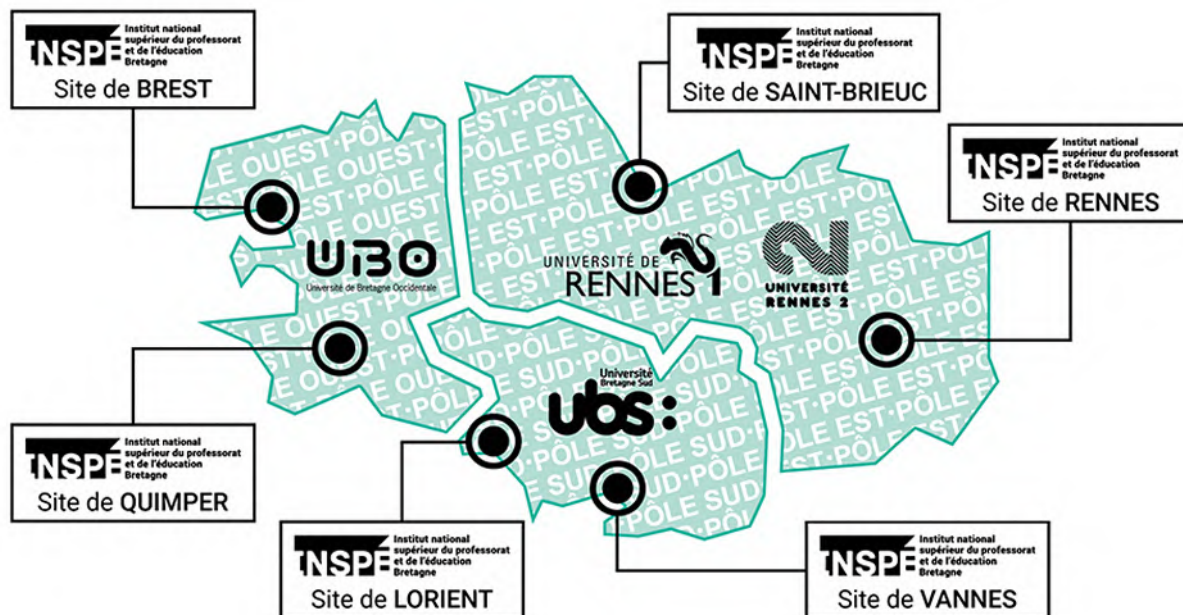 INSPÉ
Institut national
supérieur du professorat
et de l'éducation
Bretagne
Site de BREST
INSPÉ
Institut national
supérieur du professorat
et de l'éducation
Bretagne
Site de SAINT-BRIEUC
INSPÉ
Institut national
supérieur du professorat
et de l'éducation
Bretagne
Site de RENNES
PÔLE OUEST
PÔLE EST
UBO
Université de Bretagne Occidentale
UNIVERSITÉ DE
RENNES 1
2
UNIVERSITÉ
RENNES 2
PÔLE SUD
Université
Bretagne Sud
ubs:
INSPÉ
Institut national
supérieur du professorat
et de l'éducation
Bretagne
Site de QUIMPER
INSPÉ
Institut national
supérieur du professorat
et de l'éducation
Bretagne
Site de LORIENT
INSPÉ
Institut national
supérieur du professorat
et de l'éducation
Bretagne
Site de VANNES